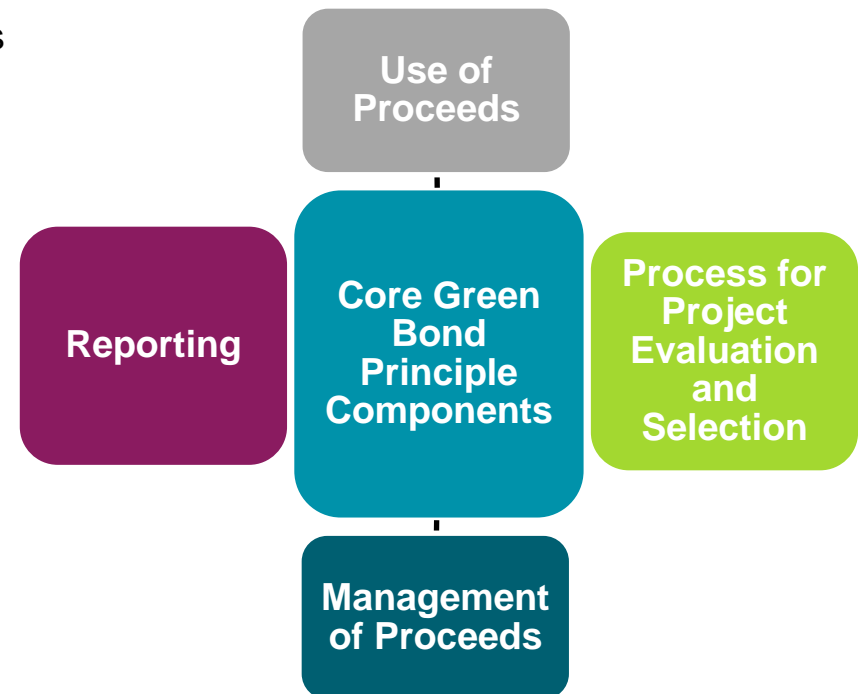 s
Use of
Proceeds
Reporting
Core Green
Bond
Principle
Components
Process for
Project
Evaluation
and
Selection
Management
of Proceeds